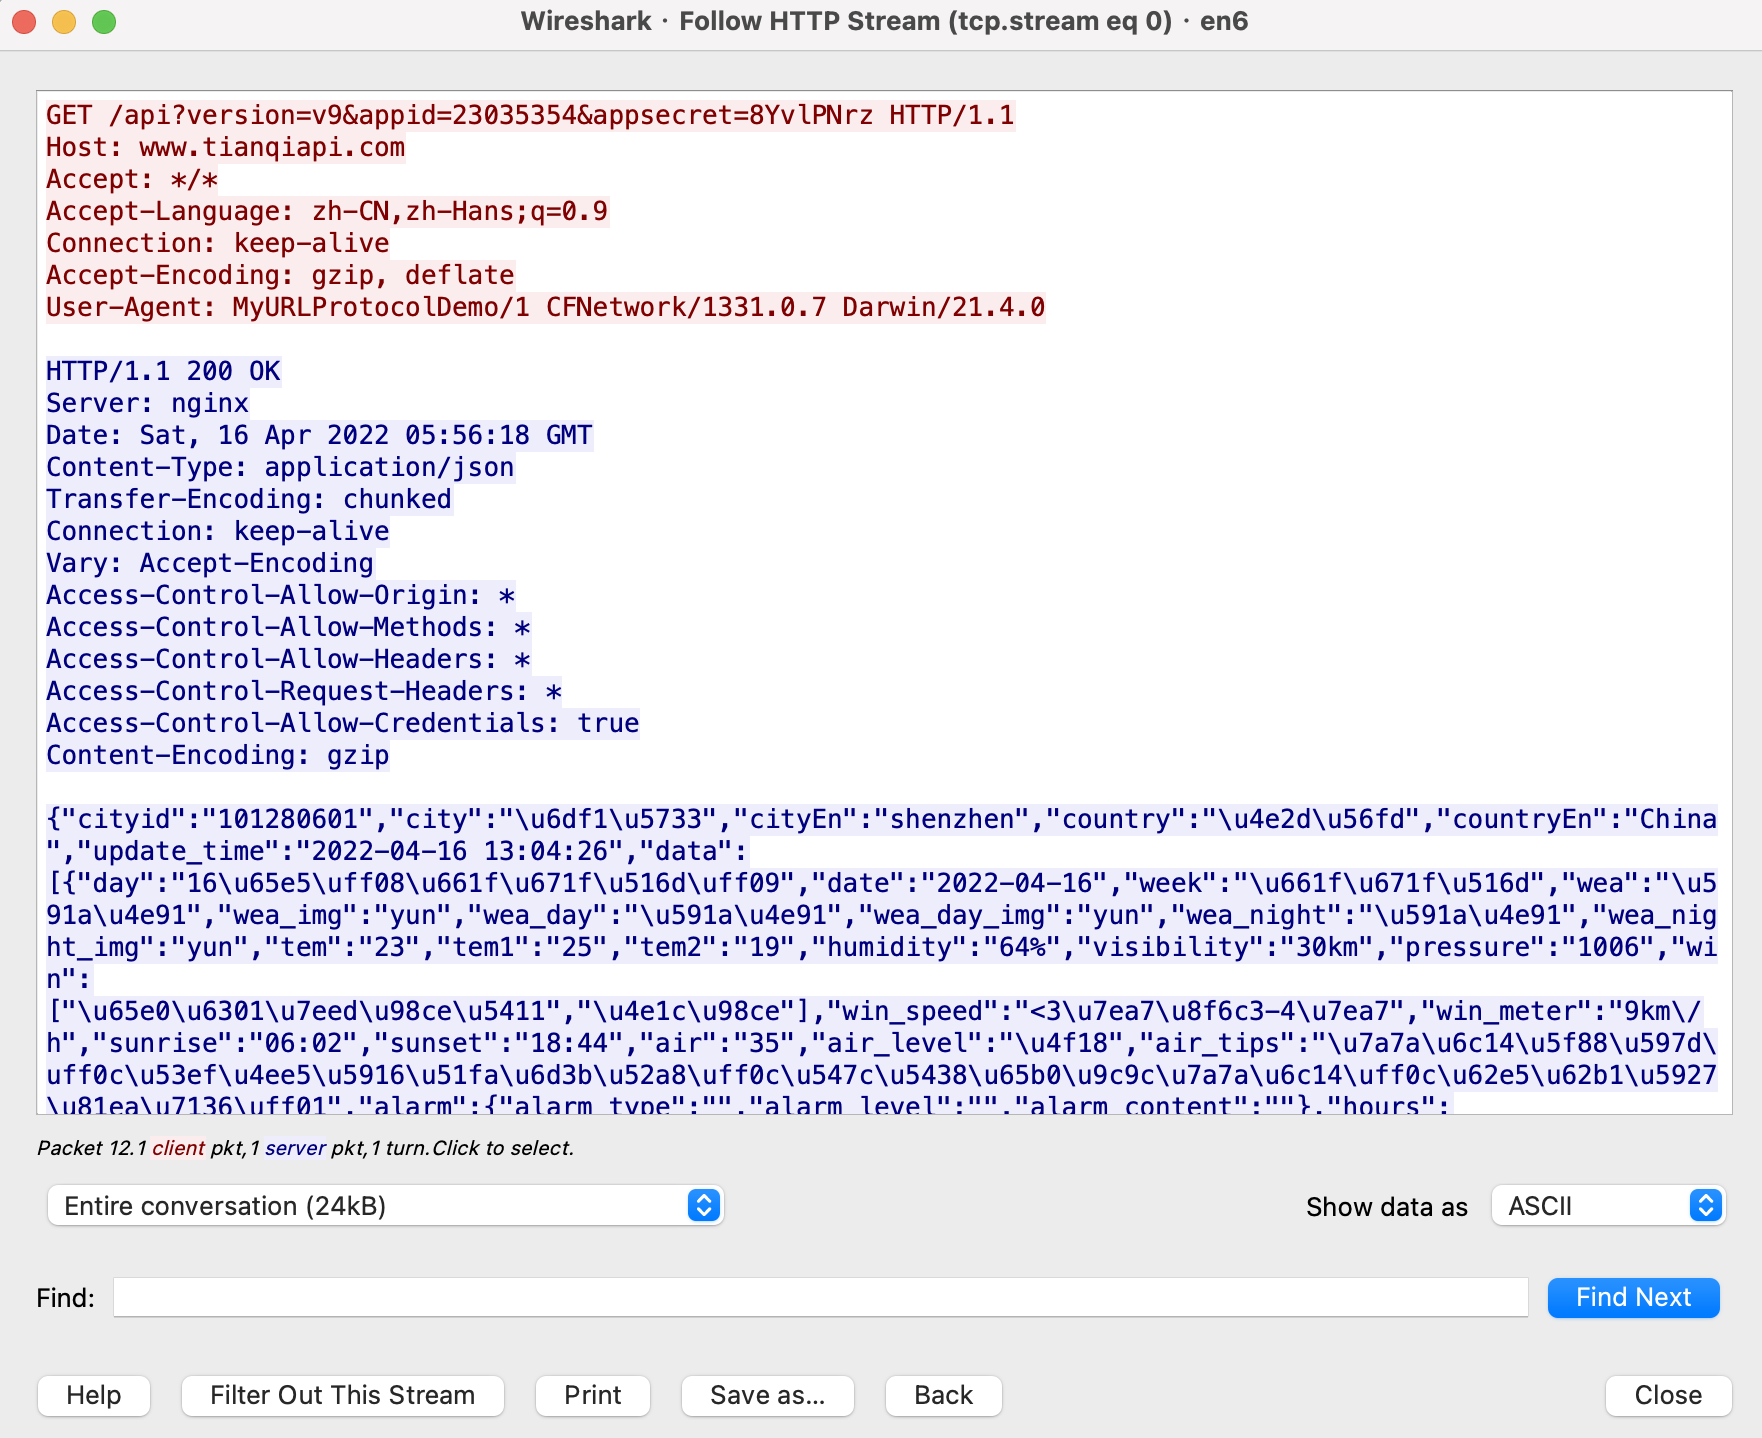 Wireshark · Follow HTTP Stream (tcp.stream eq 0) · en6
GET /api?version=v9&appid=23035354&appsecret=8YvlPNrz HTTP/1.1
Host: www.tianqiapi.com
Accept: */*
Accept-Language: zh-CN,zh-Hans;q=0.9
Connection: keep-alive
Accept-Encoding: gzip, deflate
User-Agent: MyURLProtocolDemo/1 CFNetwork/1331.0.7 Darwin/21.4.0
HTTP/1.1 200 OK
Server: nginx
Date: Sat, 16 Apr 2022 05:56:18 GMT
Content-Type: application/json
Transfer-Encoding: chunked
Connection: keep-alive
Vary: Accept-Encoding
Access-Control-Allow-Origin: *
Access-Control-Allow-Methods: *
Access-Control-Allow-Headers: *
Access-Control-Request-Headers: *
Access-Control-Allow-Credentials: true
Content-Encoding: gzip
{"cityid":"101280601","city":"\u6df1\u5733","cityEn":"shenzhen","country":"\u4e2d\u56fd","countryEn":"China
","update_time":"2022-04-16 13:04:26","data":
[{"day":"16\u65e5\uff08\u661f\u671f\u516d\uff09","date":"2022-04-16","week":"\u661f\u671f\u516d","wea":"\u5
91a\u4e91","wea_img":"yun","wea_day":"\u591a\u4e91","wea_day_img":"yun","wea_night":"\u591a\u4e91","wea_nig
ht_img":"yun","tem":"23","tem1":"25","tem2":"19","humidity":"64%","visibility":"30km","pressure":"1006","wi
n":
["\u65e0\u6301\u7eed\u98ce\u5411","\u4e1c\u98ce"],"win_speed":"<3\u7ea7\u8f6c3-4\u7ea7","win_meter":"9km\/
h","sunrise":"06:02","sunset":"18:44","air":"35","air_level":"\u4f18","air_tips":"\u7a7a\u6c14\u5f88\u597d\
uff0c\u53ef\u4ee5\u5916\u51fa\u6d3b\u52a8\uff0c\u547c\u5438\u65b0\u9c9c\u7a7a\u6c14\uff0c\u62e5\u62b1\u5927
\u81ea\u7136\uff01","alarm":{"alarm_type":"","alarm_level":"","alarm_content":""},"hours":
Packet 12. 1 client pkt, 1 server pkt, 1 turn. Click to select.
Entire conversation (24kB)
Show data as ASCII
Find:
Find Next
Help
Filter Out This Stream
Print
Save as...
Back
Close